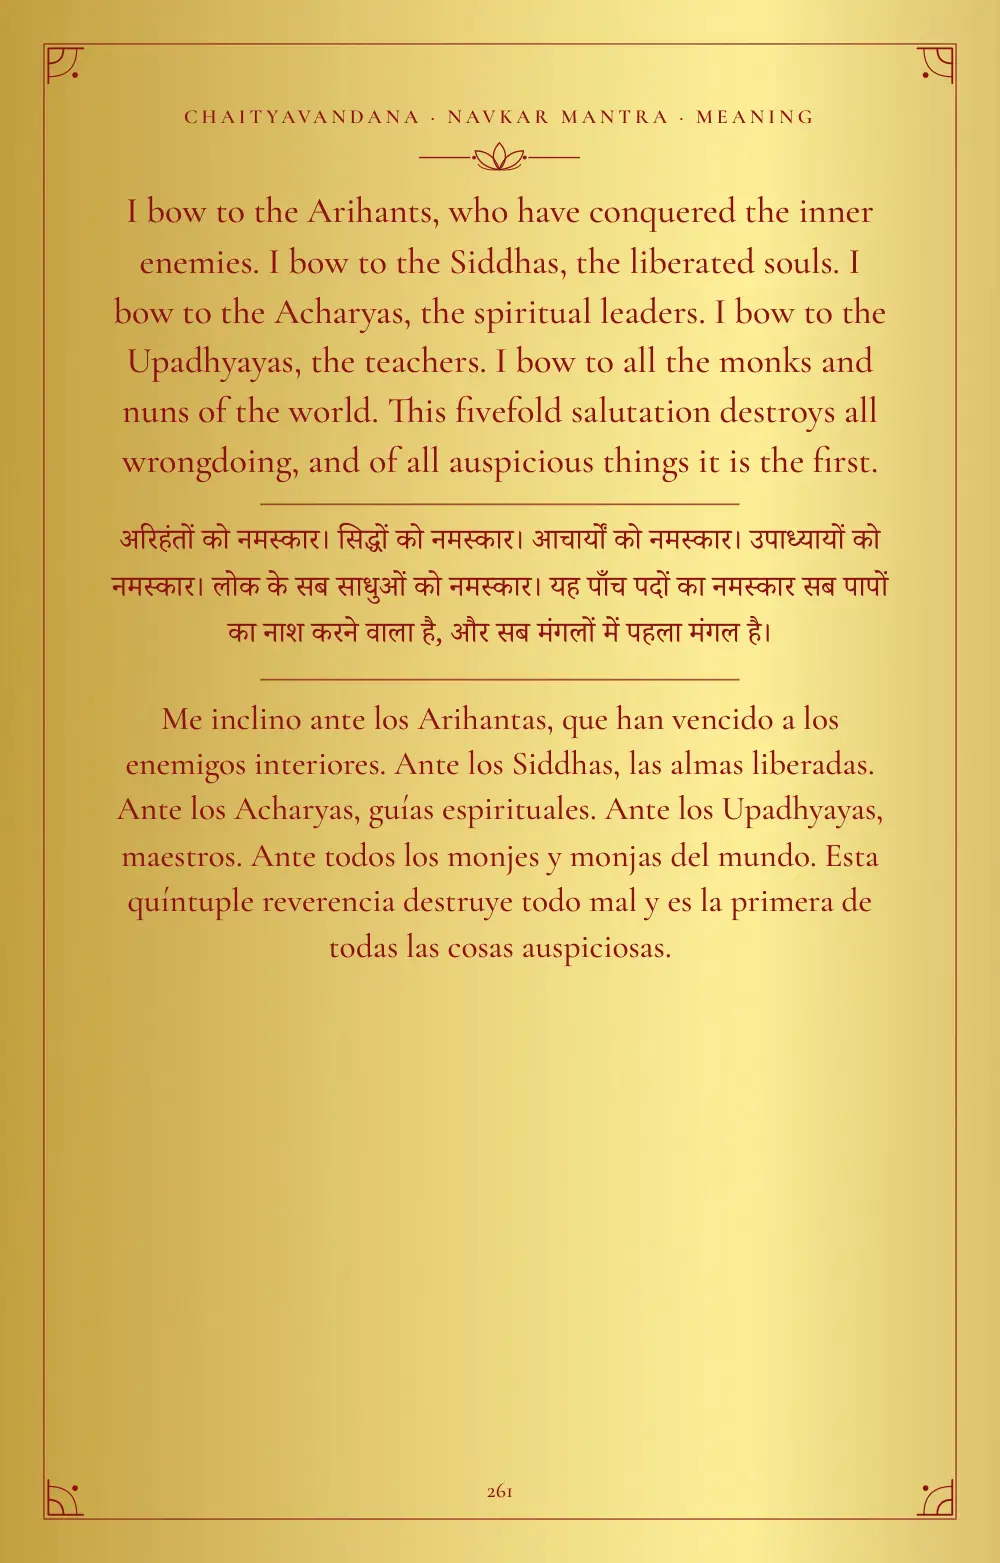 CHAITYAVANDANA · NAVKAR MANTRA · MEANING
I bow to the Arihants, who have conquered the inner
enemies. I bow to the Siddhas, the liberated souls. I
bow to the Acharyas, the spiritual leaders. I bow to the
Upadhyayas, the teachers. I bow to all the monks and
nuns of the world. This fivefold salutation destroys all
wrongdoing, and of all auspicious things it is the first.
अरिहंतों को नमस्कार। सिद्धों को नमस्कार। आचार्यों को नमस्कार। उपाध्यायों को
नमस्कार। लोक के सब साधुओं को नमस्कार। यह पाँच पदों का नमस्कार सब पापों
का नाश करने वाला है, और सब मंगलों में पहला मंगल है।
Me inclino ante los Arihantas, que han vencido a los
enemigos interiores. Ante los Siddhas, las almas liberadas.
Ante los Acharyas, guías espirituales. Ante los Upadhyayas,
maestros. Ante todos los monjes y monjas del mundo. Esta
quíntuple reverencia destruye todo mal y es la primera de
todas las cosas auspiciosas.
261